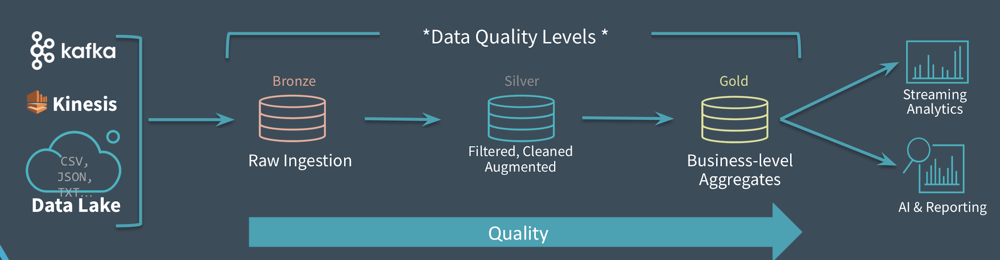 *Data Quality Levels *
kafka
Kinesis
CSV,
JSON,
TXT...
Data Lake
Bronze
Raw Ingestion
Silver
Filtered, Cleaned
Augmented
Gold
Business-level
Aggregates
Streaming
Analytics
AI & Reporting
Quality